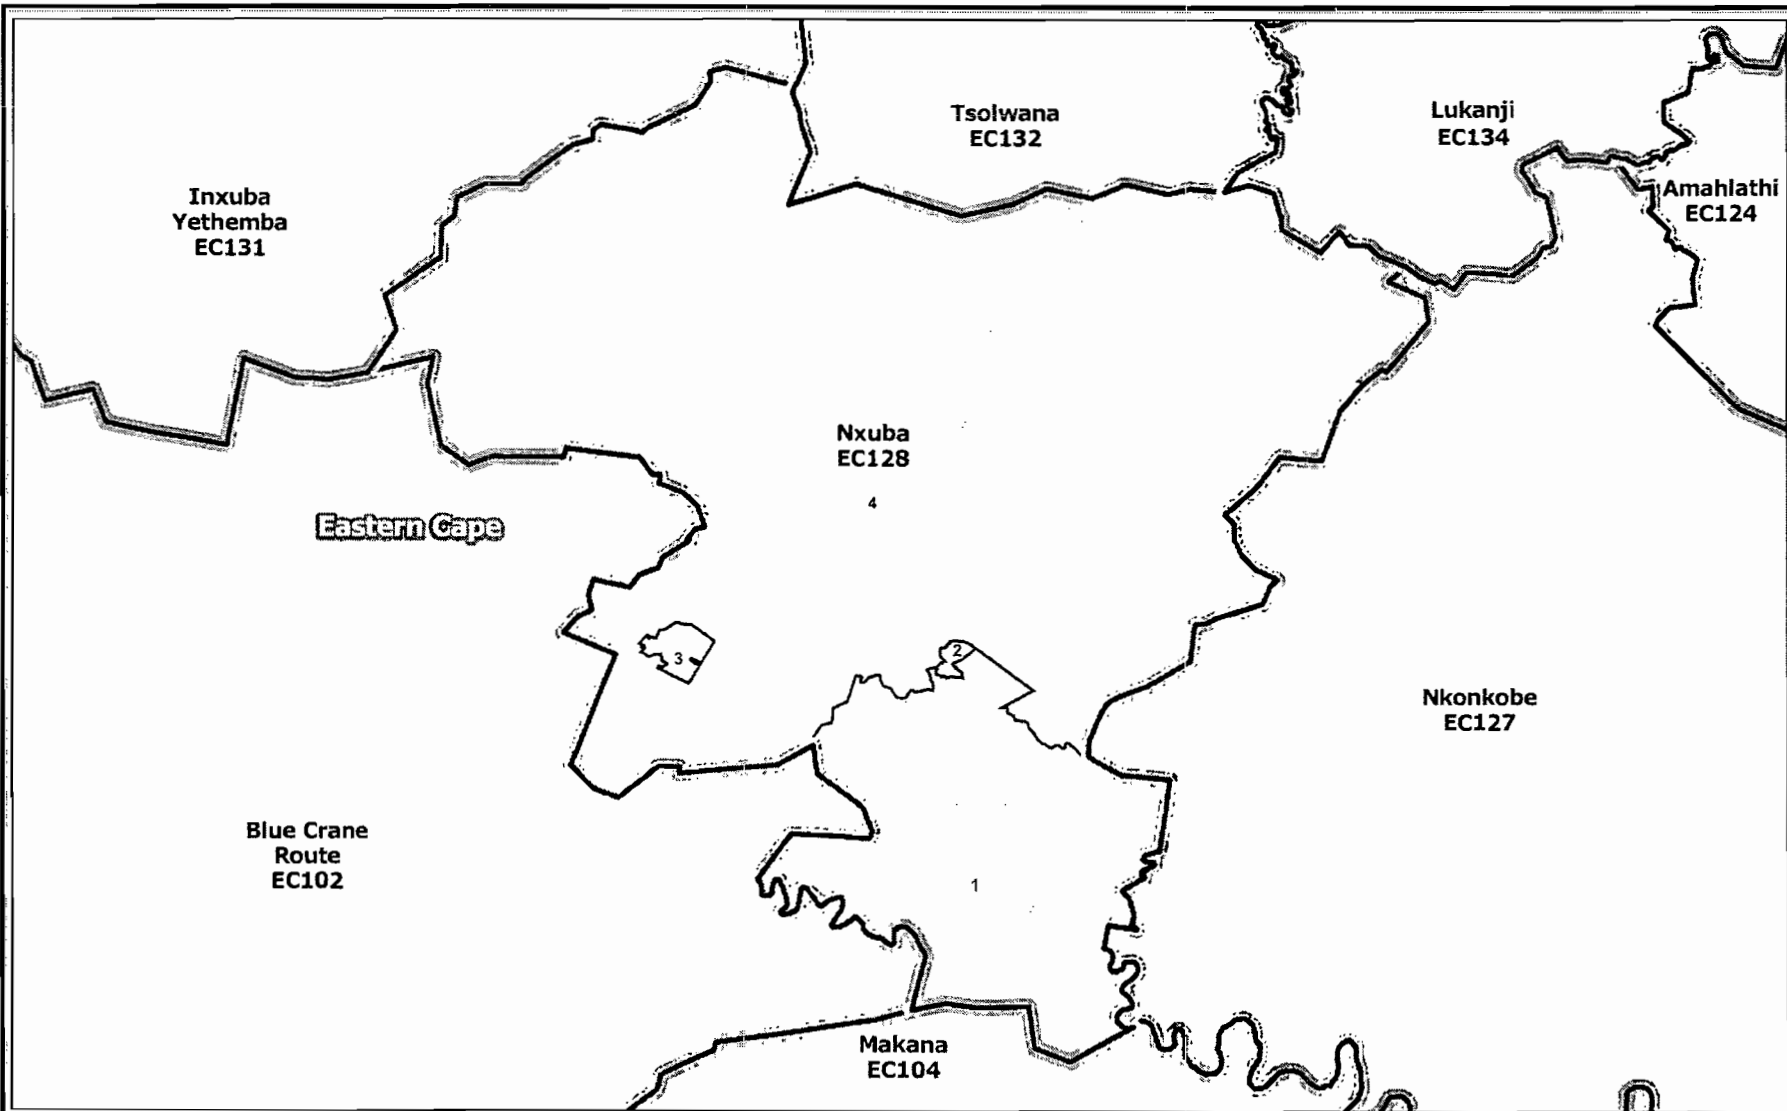 Tsolwana
EC132
Lukanji
EC134
Amahlathi
EC124
Inxuba
Yethemba
EC131
Nxuba
EC128
4
Eastern Cape
3
2
Nkonkobe
EC127
Blue Crane
Route
EC102
1
Makana
EC104